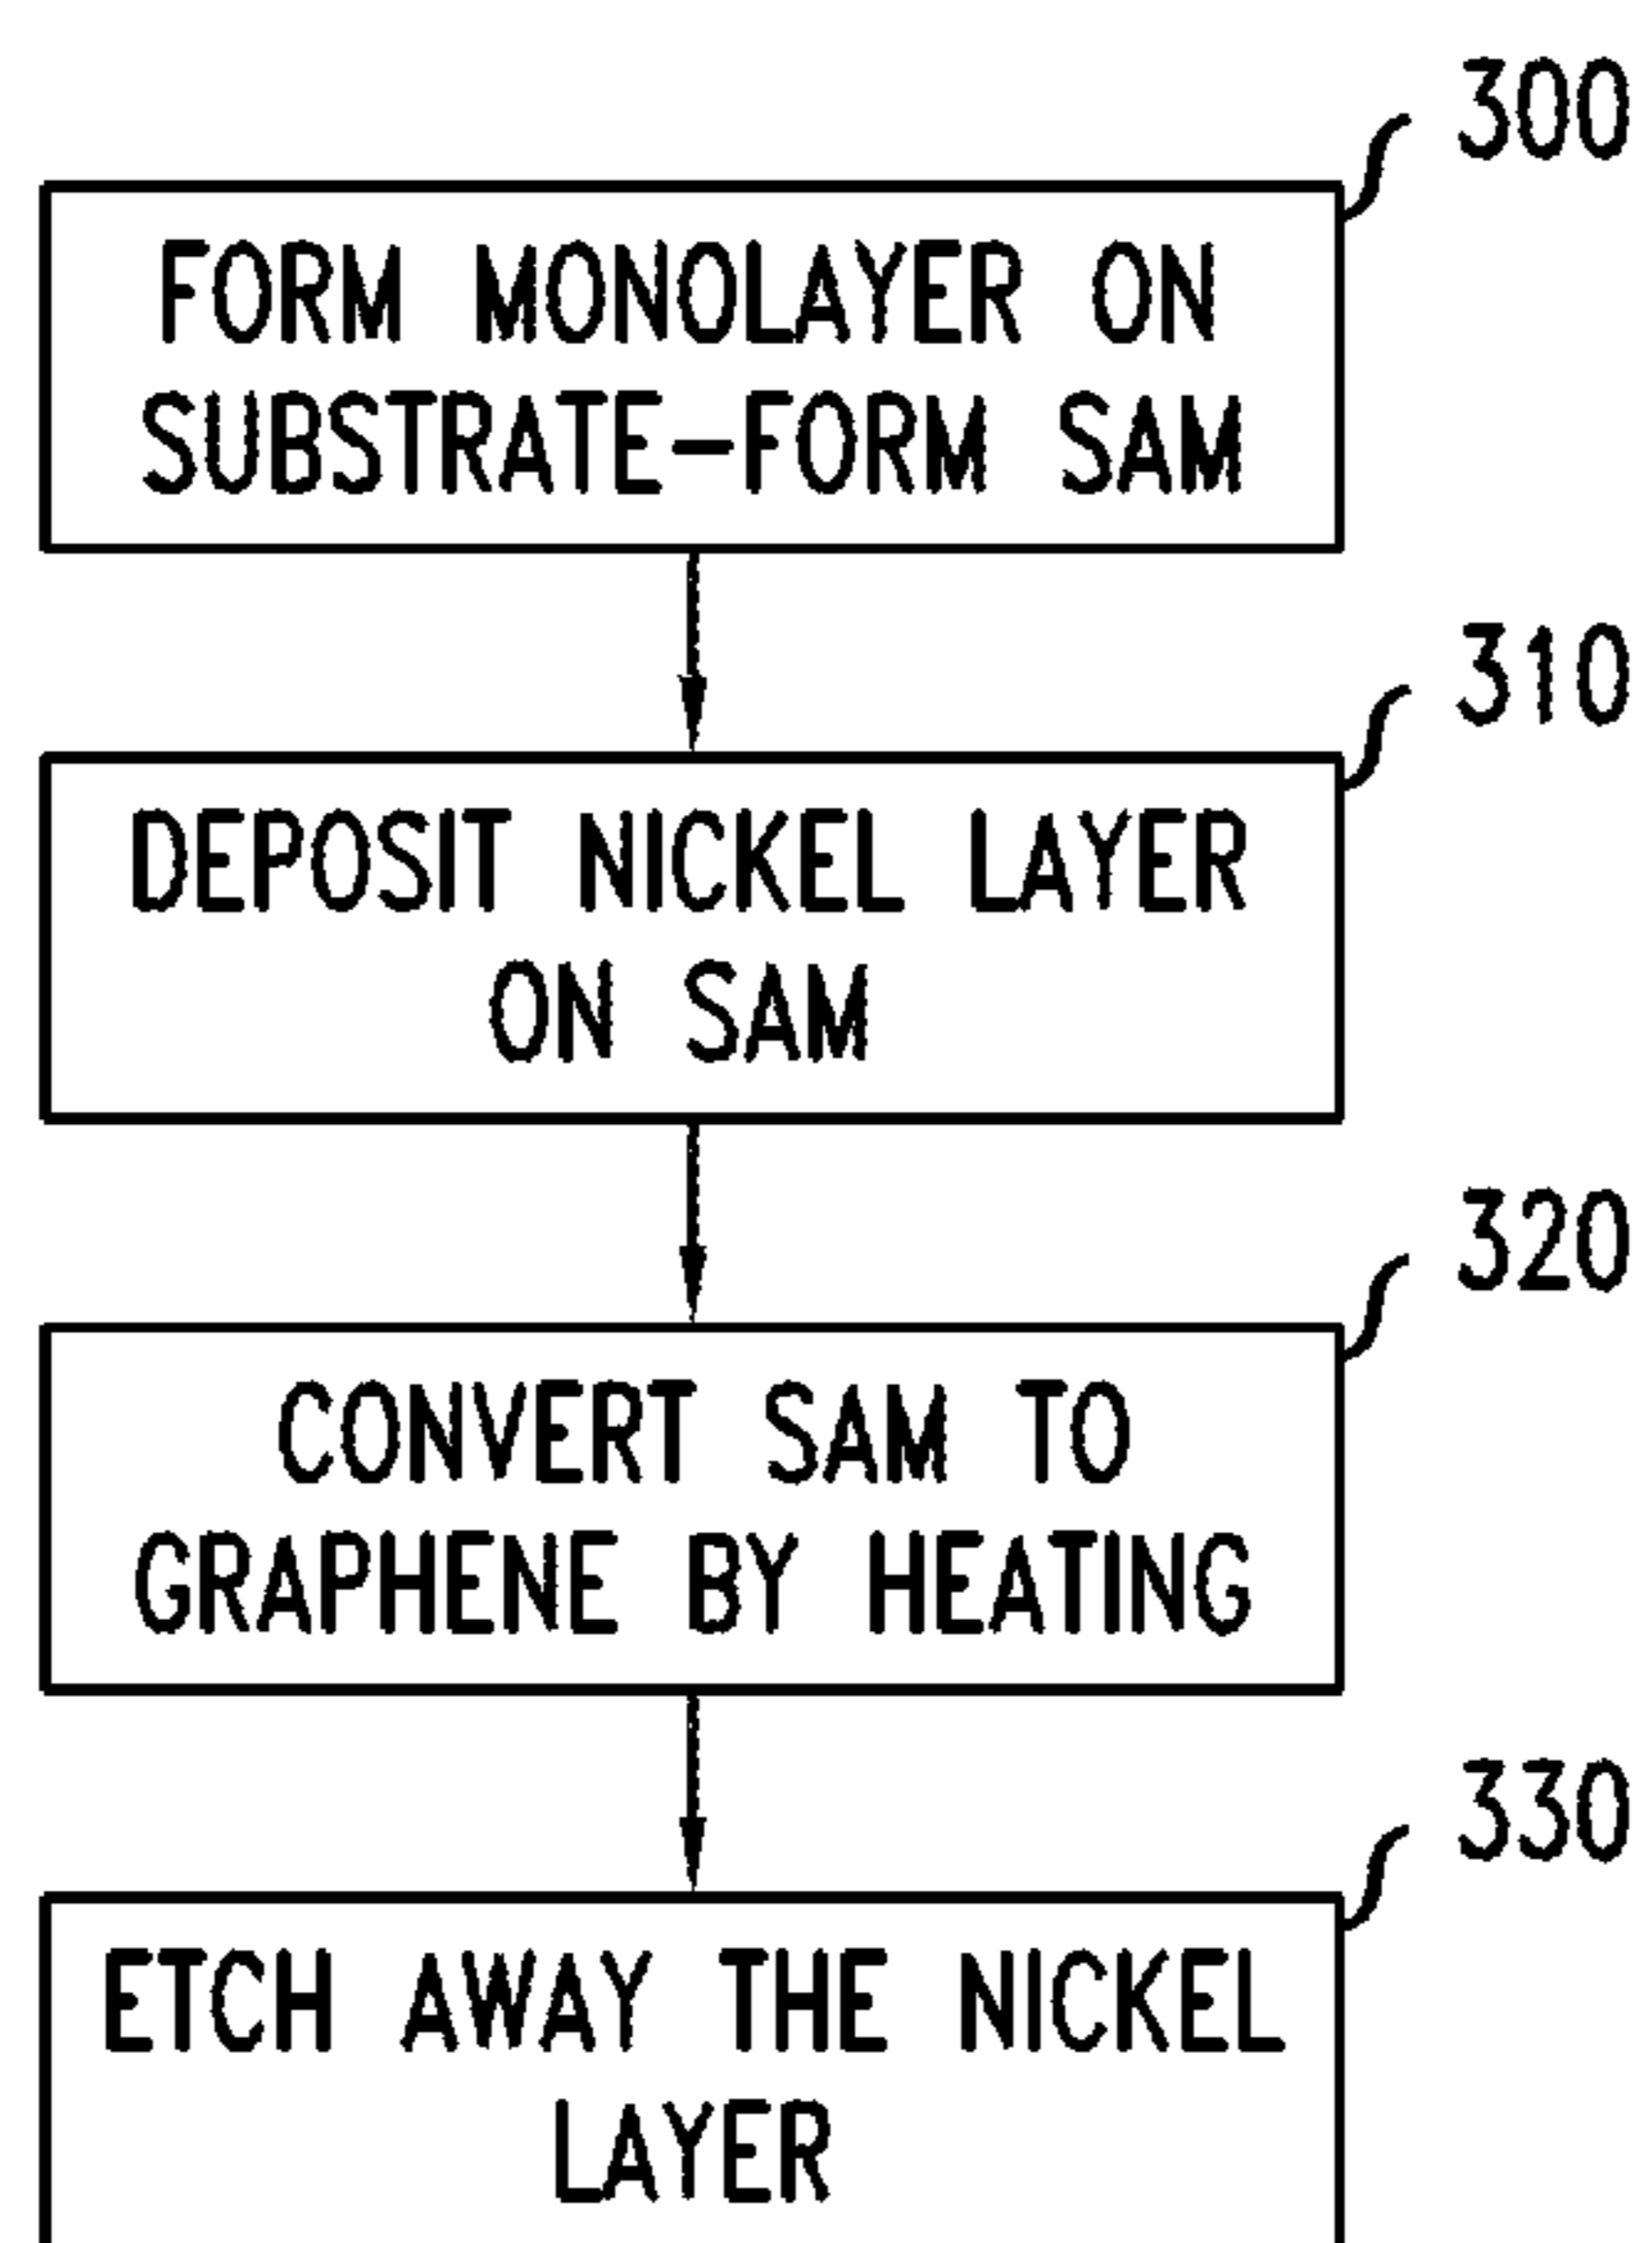 300
FORM MONOLAYER ON
SUBSTRATE-FORM SAM
310
DEPOSIT NICKEL LAYER
ON SAM
320
CONVERT SAM TO
GRAPHENE BY HEATING
330
ETCH AWAY THE NICKEL
LAYER